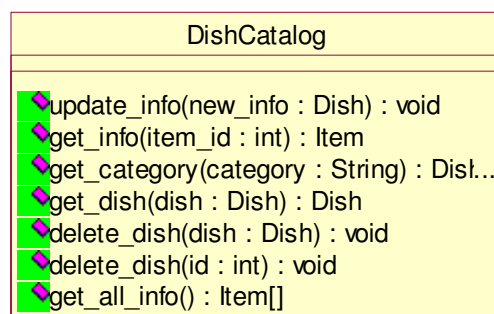 DishCatalog
update_info(new_info : Dish) : void
get_info(item_id : int) : Item
get_category(category : String) : Dish...
get_dish(dish : Dish) : Dish
delete_dish(dish : Dish) : void
delete_dish(id : int) : void
get_all_info() : Item[]